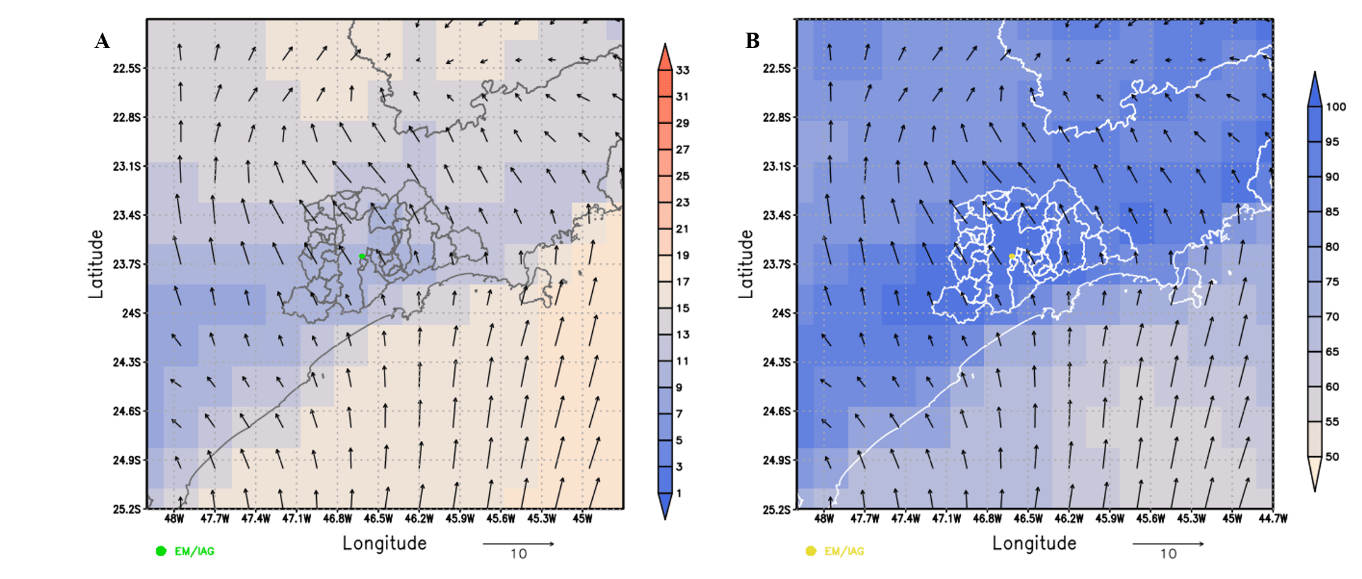 A
22.5S
22.8S
23.1S
23.4S
23.7S
24S
24.3S
24.6S
24.9S
25.2S
Latitude
48W 47.7W 47.4W 47.1W 46.8W 46.5W 46.2W 45.9W 45.6W 45.3W 45W
Longitude
EM/IAG
10
33
31
29
27
25
23
21
19
17
15
13
11
9
7
5
3
1
B
22.5S
22.8S
23.1S
23.4S
23.7S
24S
24.3S
24.6S
24.9S
25.2S
Latitude
48W 47.7W 47.4W 47.1W 46.8W 46.5W 46.2W 45.9W 45.6W 45.3W 45W 44.7W
Longitude
EM/IAG
10
100
95
90
85
80
75
70
65
60
55
50